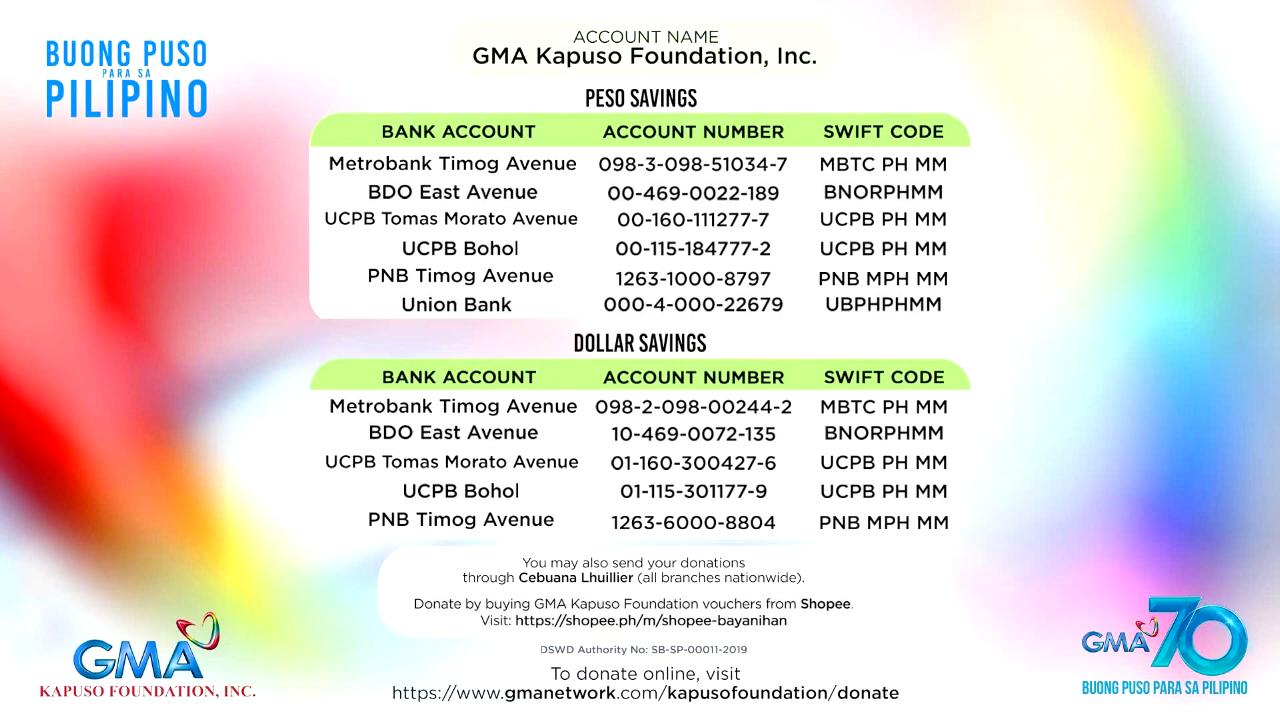 BUONG PUSO
PARA SA
PILIPINO
ACCOUNT NAME
GMA Kapuso Foundation, Inc.
PESO SAVINGS
BANK ACCOUNT ACCOUNT NUMBER SWIFT CODE
Metrobank Timog Avenue 098-3-098-51034-7 MBTC PH MM
BDO East Avenue 00-469-0022-189 BNORPHMM
UCPB Tomas Morato Avenue 00-160-111277-7 UCPB PH MM
UCPB Bohol 00-115-184777-2 UCPB PH MM
PNB Timog Avenue 1263-1000-8797 PNB MPH MM
Union Bank 000-4-000-22679 UBPHPHMM
DOLLAR SAVINGS
BANK ACCOUNT ACCOUNT NUMBER SWIFT CODE
Metrobank Timog Avenue 098-2-098-00244-2 MBTC PH MM
BDO East Avenue 10-469-0072-135 BNORPHMM
UCPB Tomas Morato Avenue 01-160-300427-6 UCPB PH MM
UCPB Bohol 01-115-301177-9 UCPB PH MM
PNB Timog Avenue 1263-6000-8804 PNB MPH MM
You may also send your donations
through Cebuana Lhuillier (all branches nationwide).
Donate by buying GMA Kapuso Foundation vouchers from Shopee.
Visit: https://shopee.ph/m/shopee-bayanihan
DSWD Authority No: SB-SP-00011-2019
To donate online, visit
https://www.gmanetwork.com/kapusofoundation/donate
GMA
KAPUSO FOUNDATION, INC.
GMA 70
BUONG PUSO PARA SA PILIPINO